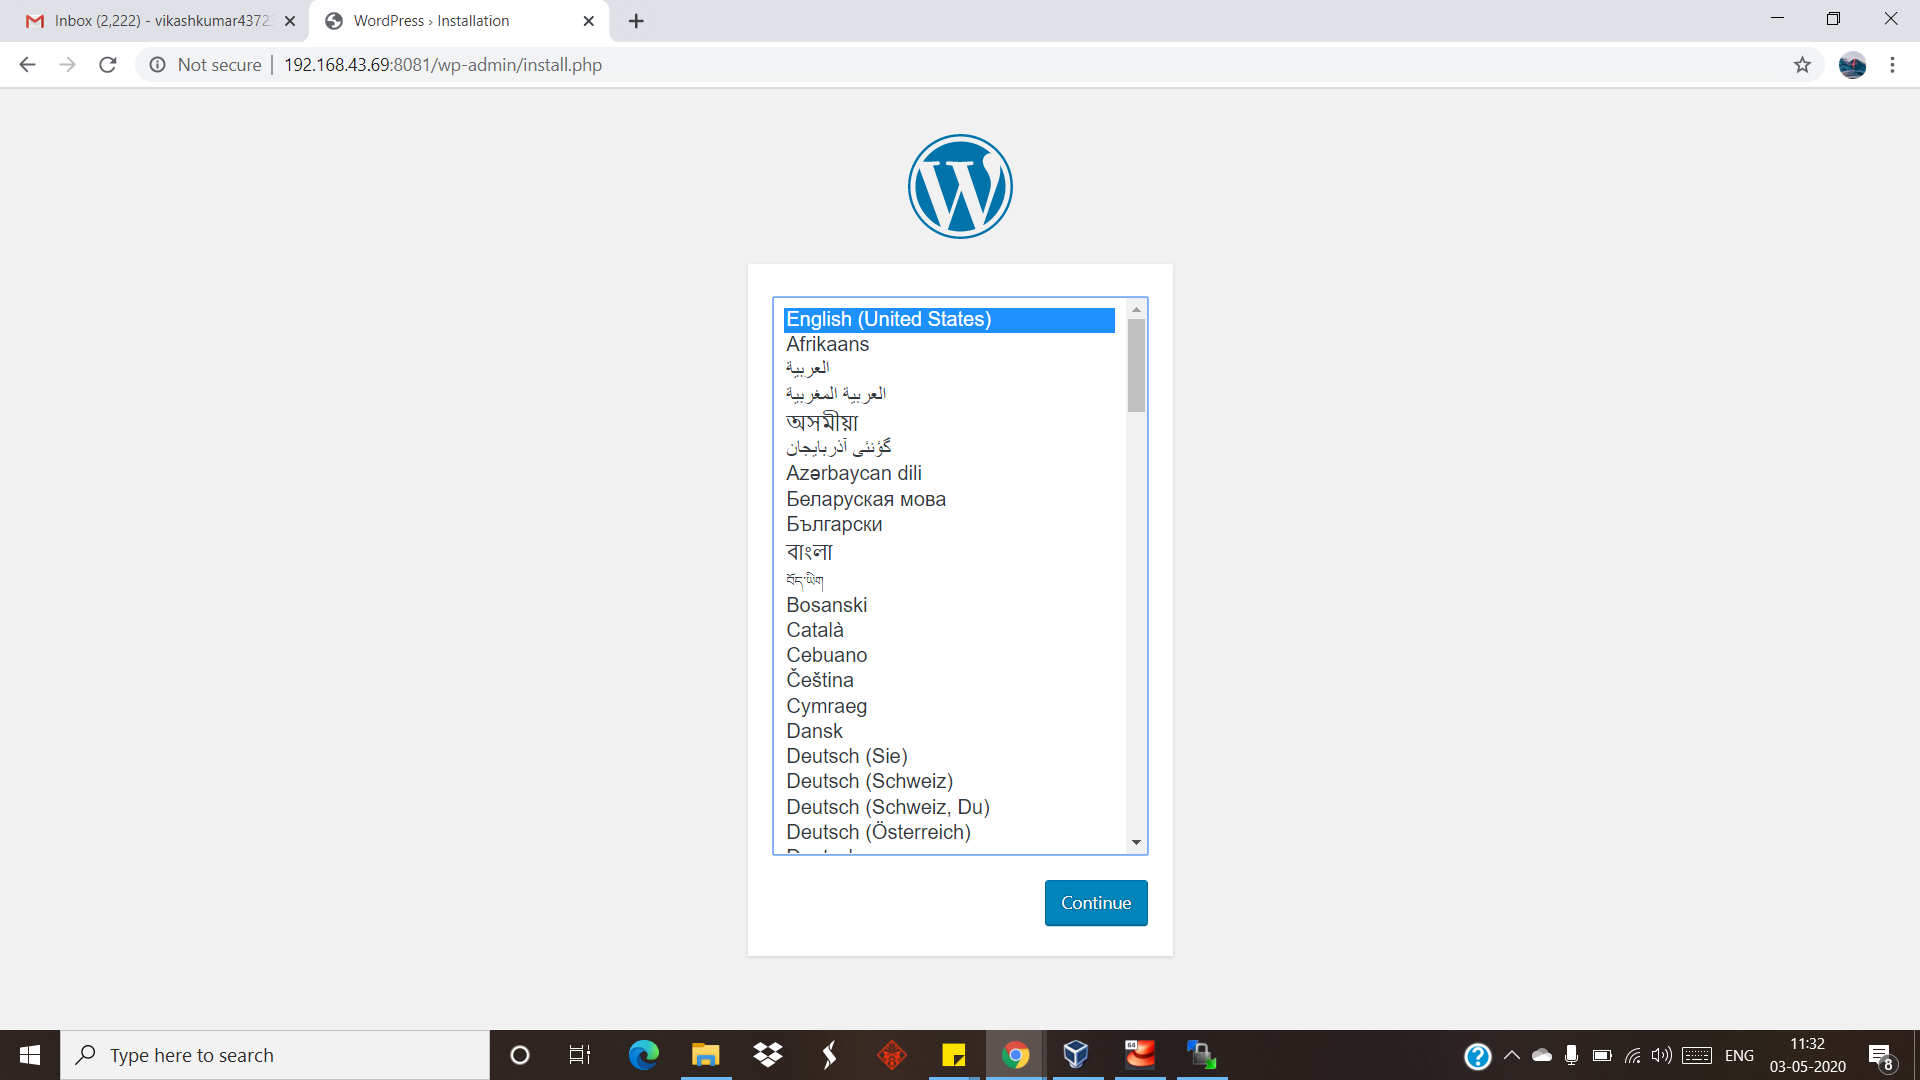 Inbox (2,222) - vikashkumar4372
WordPress › Installation
Not secure
192.168.43.69:8081/wp-admin/install.php
English (United States)
Afrikaans
العربية
العربية المغربية
অসমীয়া
گؤنئی آذربایجان
Azərbaycan dili
Беларуская мова
Български
বাংলা
བོད་ཡིག
Bosanski
Català
Cebuano
Čeština
Cymraeg
Dansk
Deutsch (Sie)
Deutsch (Schweiz)
Deutsch (Schweiz, Du)
Deutsch (Österreich)
Continue
Type here to search
64
ENG
11:32
03-05-2020
8